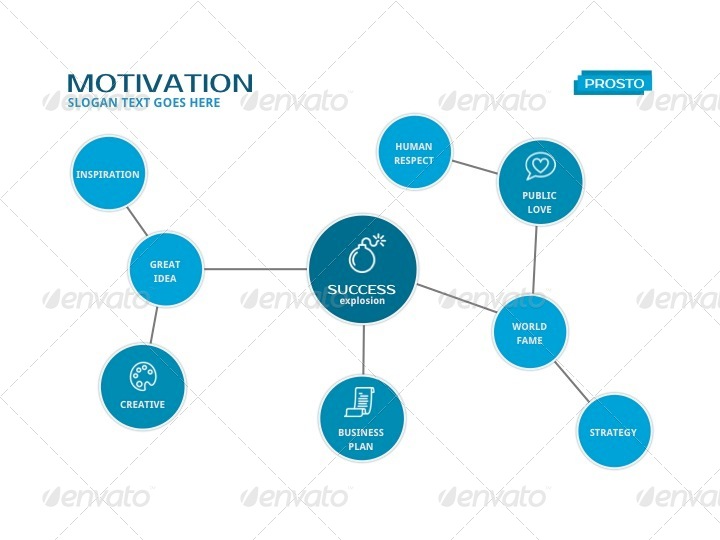 MOTIVATION
SLOGAN TEXT GOES HERE
PROSTO
envato envato envato envato
INSPIRATION
HUMAN
RESPECT
PUBLIC
LOVE
GREAT
IDEA
SUCCESS
explosion
envato envato envato envato
WORLD
FAME
CREATIVE
BUSINESS
PLAN
STRATEGY
envato envato envato envato